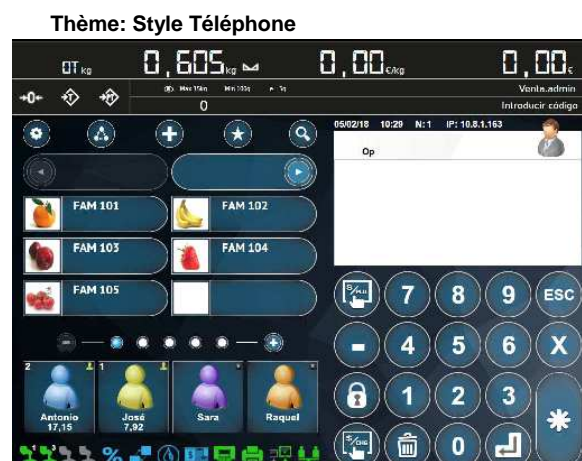 Thème: Style Téléphone
0T kg 0,605 kg 0,00 €/kg 0,00 €
Max 15kg Min 100g e 5g Venta.admin
0 Introducir código
05/02/18 10:29 N:1 IP: 10.8.1.163
Op
FAM 101 FAM 102
FAM 103 FAM 104
FAM 105
7 8 9 ESC
- 4 5 6 X
1 2 3
0
2 1
Antonio José Sara Raquel
17,15 7,92